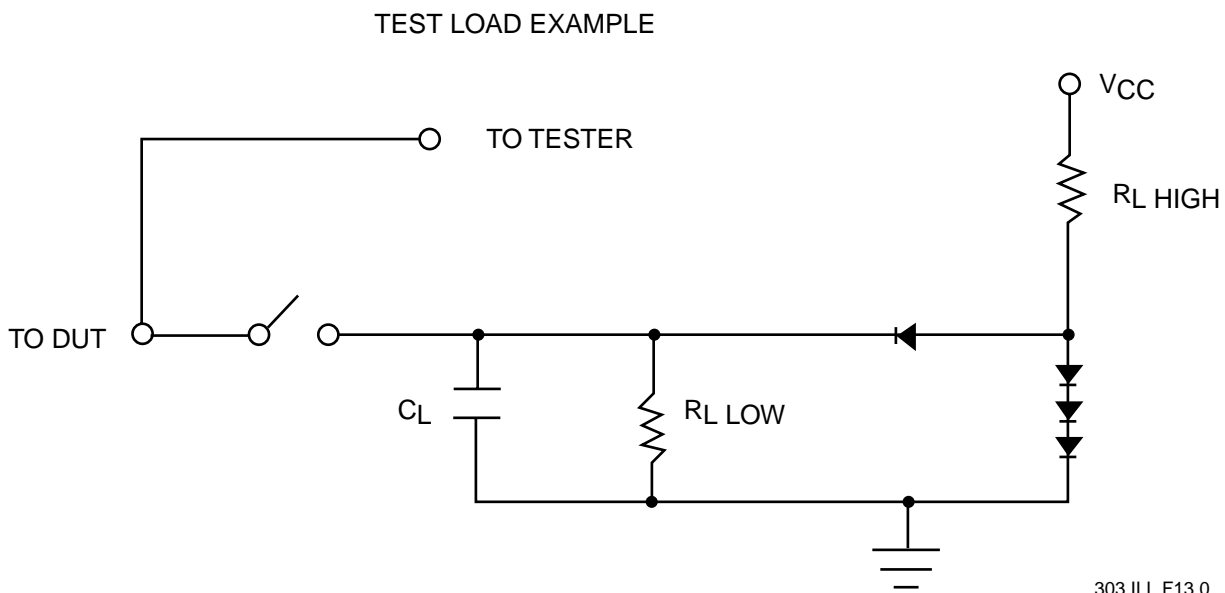 TEST LOAD EXAMPLE
VCC
TO TESTER
RL HIGH
TO DUT
CL
RL LOW
303 ILL F13.0